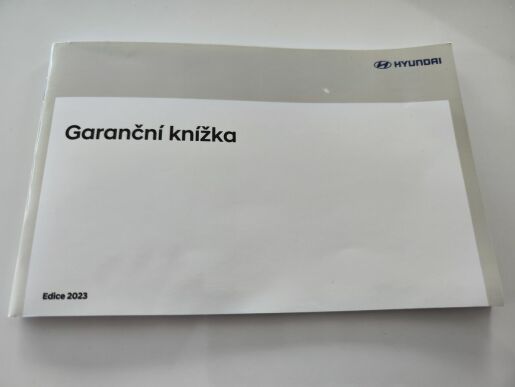 HYUNDAI
Garanční knížka
Edice 2023